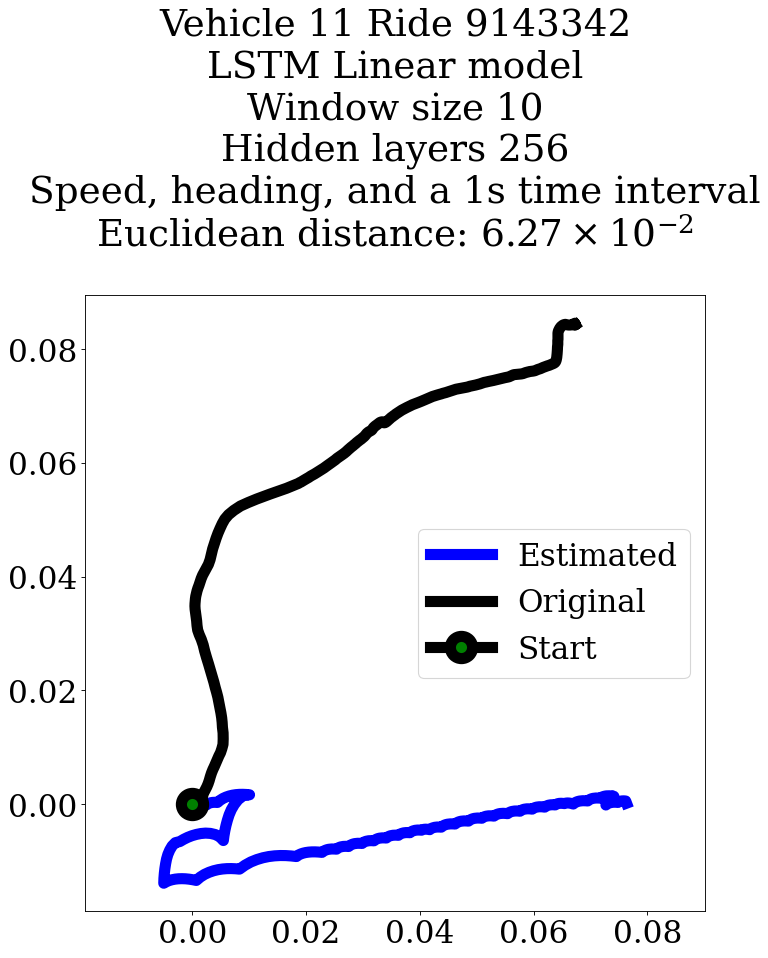 Vehicle 11 Ride 9143342
LSTM Linear model
Window size 10
Hidden layers 256
Speed, heading, and a 1s time interval
Euclidean distance: 6.27 × 10⁻²
0.08
0.06
0.04
0.02
0.00
Estimated
Original
Start
0.00 0.02 0.04 0.06 0.08